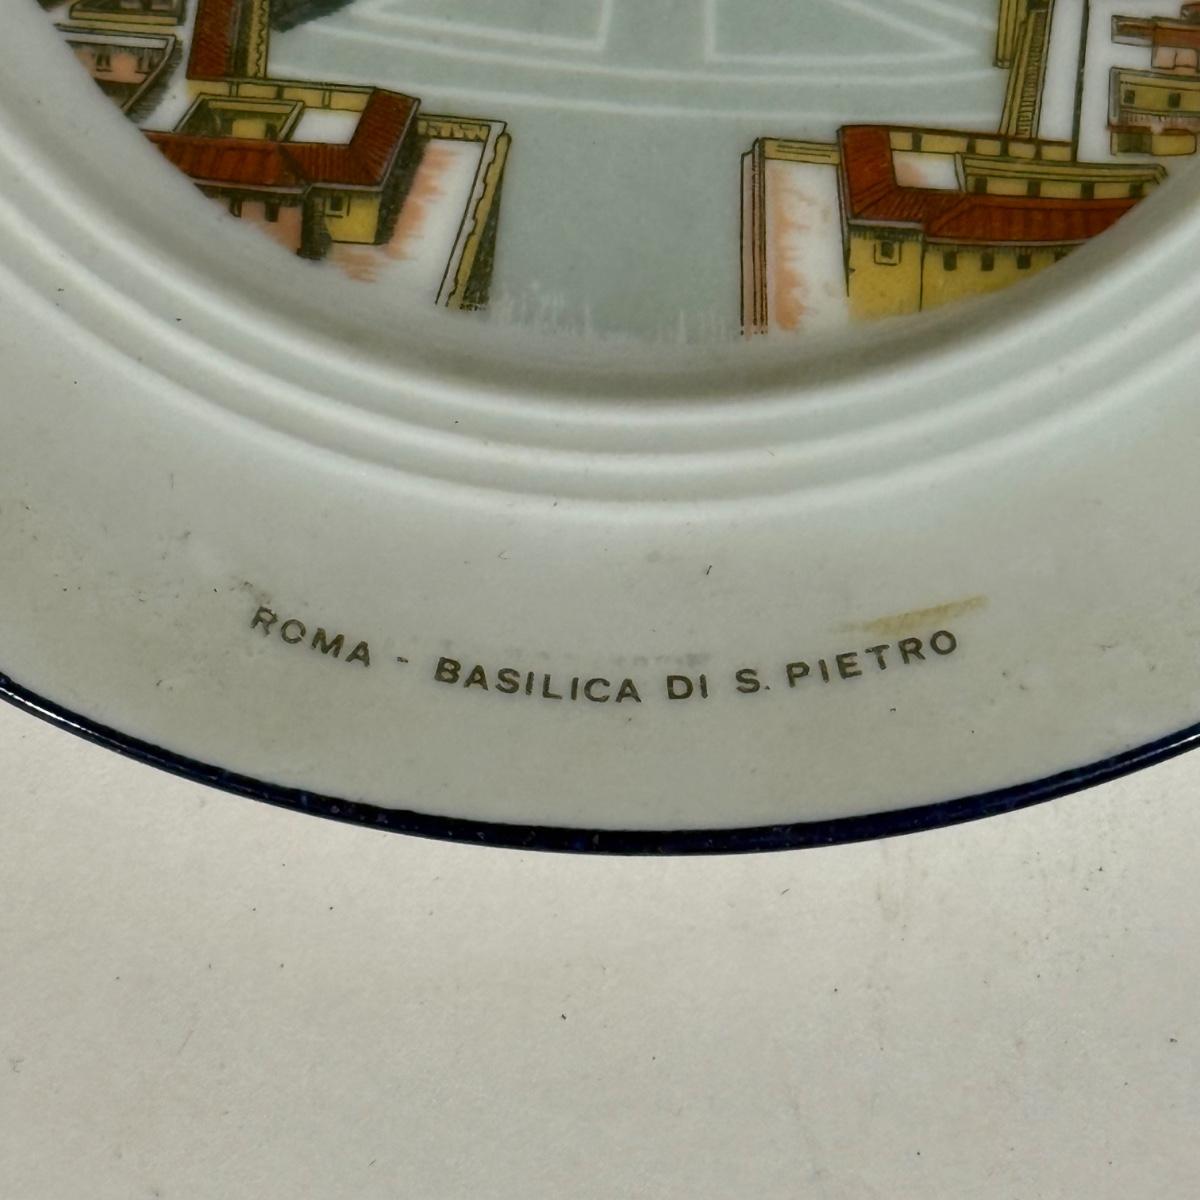 ROMA - BASILICA DI S. PIETRO